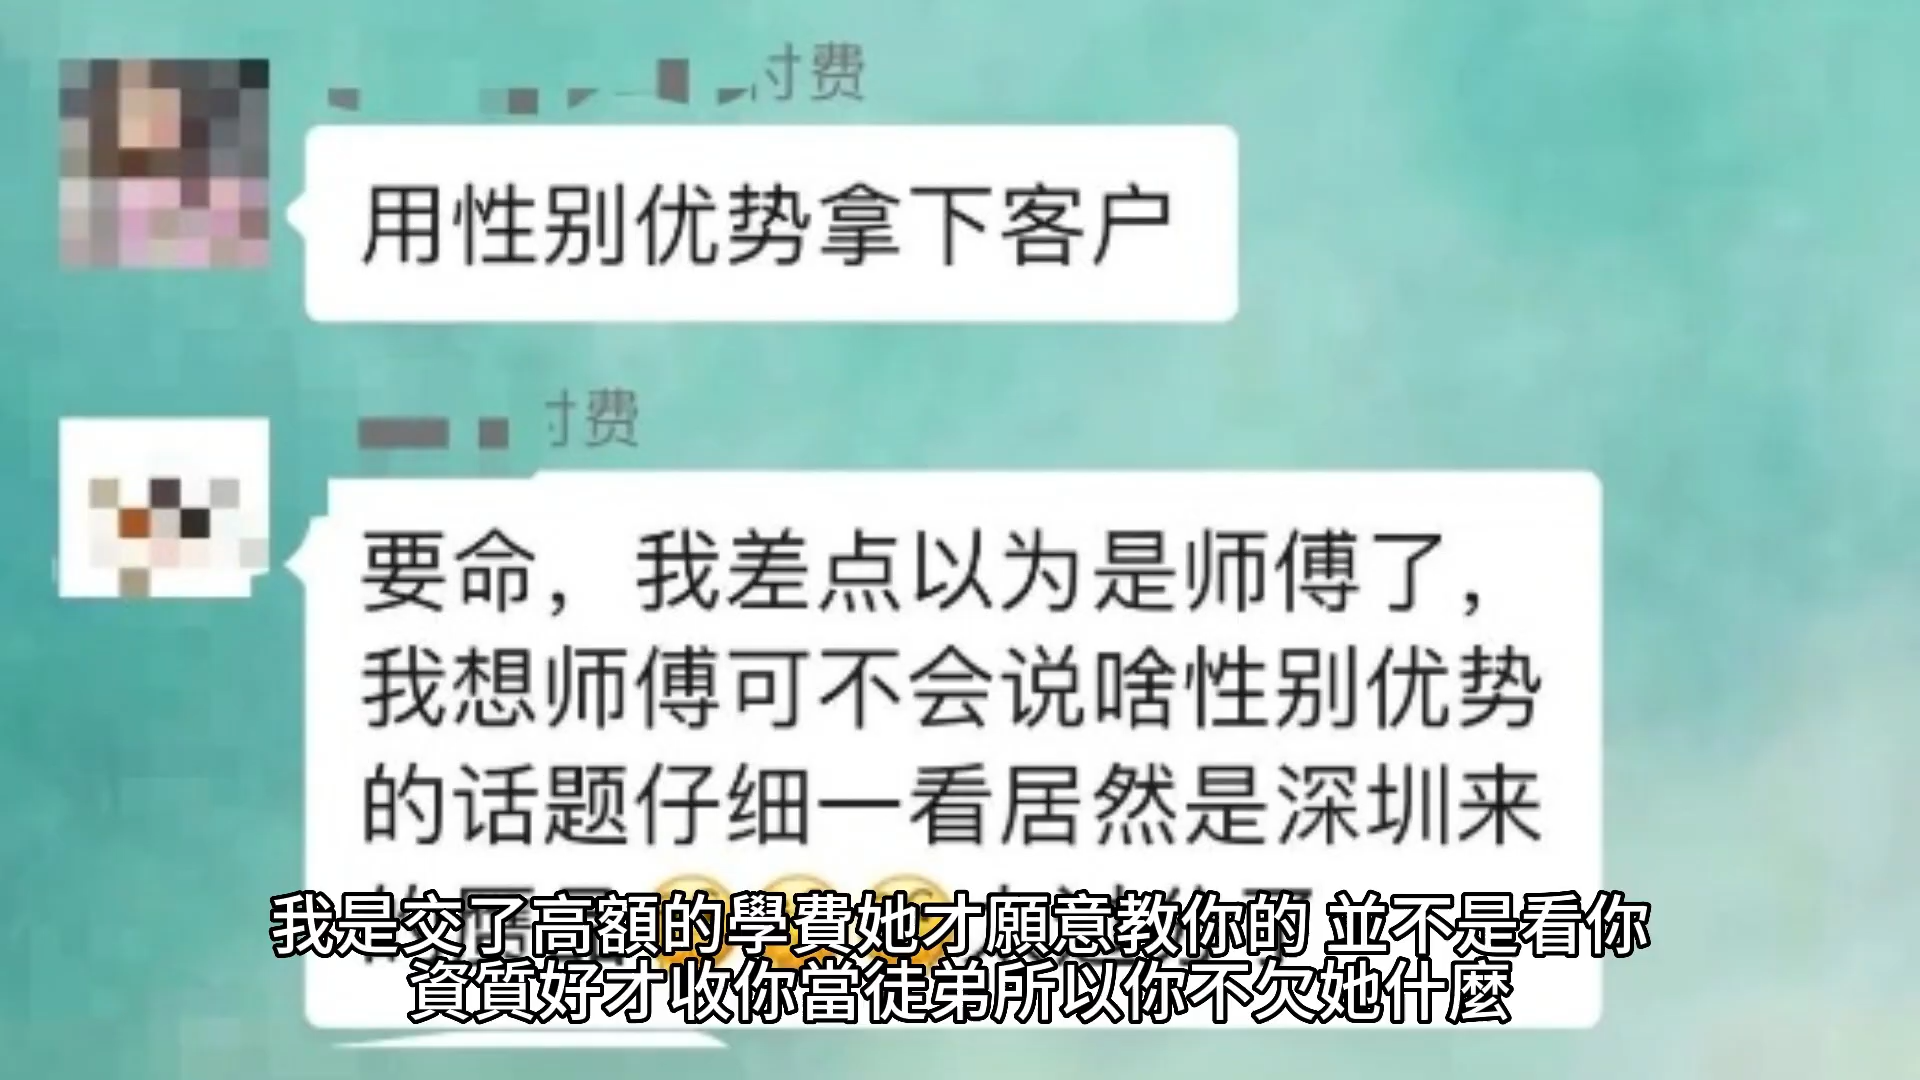 付费
用性别优势拿下客户
付费
要命，我差点以为是师傅了，
我想师傅可不会说啥性别优势
的话题仔细一看居然是深圳来
我是交了高額的學費她才願意教你的 並不是看你
資質好才收你當徒弟所以你不欠她什麼